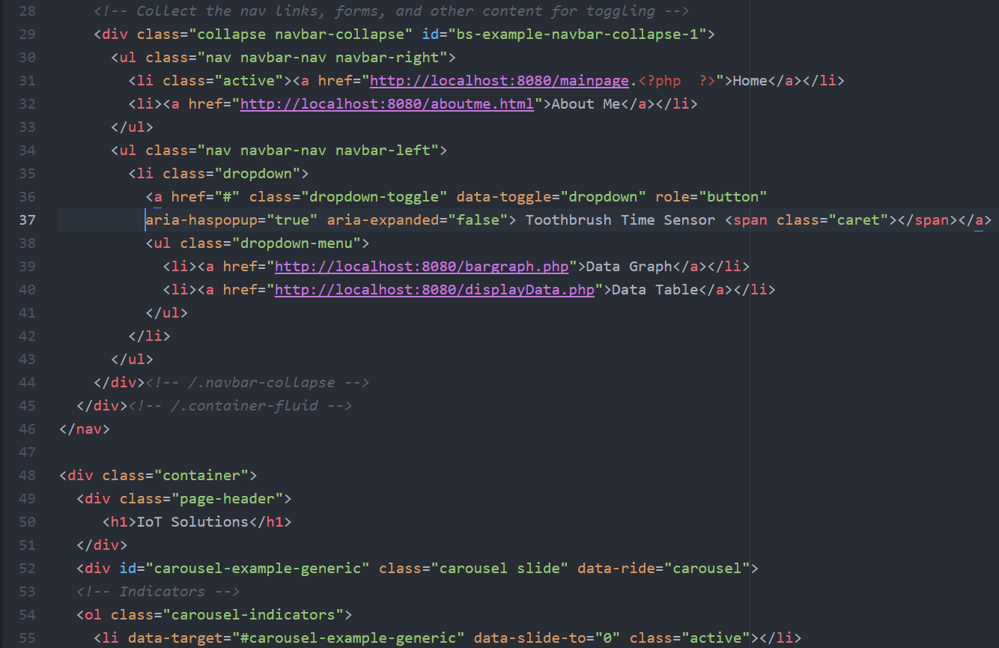 28 <!-- Collect the nav links, forms, and other content for toggling -->
29 <div class="collapse navbar-collapse" id="bs-example-navbar-collapse-1">
30 <ul class="nav navbar-nav navbar-right">
31 <li class="active"><a href="http://localhost:8080/mainpage.<?php  ?>">Home</a></li>
32 <li><a href="http://localhost:8080/aboutme.html">About Me</a></li>
33 </ul>
34 <ul class="nav navbar-nav navbar-left">
35 <li class="dropdown">
36 <a href="#" class="dropdown-toggle" data-toggle="dropdown" role="button"
37 aria-haspopup="true" aria-expanded="false"> Toothbrush Time Sensor <span class="caret"></span></a>
38 <ul class="dropdown-menu">
39 <li><a href="http://localhost:8080/bargraph.php">Data Graph</a></li>
40 <li><a href="http://localhost:8080/displayData.php">Data Table</a></li>
41 </ul>
42 </li>
43 </ul>
44 </div><!-- /.navbar-collapse -->
45 </div><!-- /.container-fluid -->
46 </nav>
47
48 <div class="container">
49 <div class="page-header">
50 <h1>IoT Solutions</h1>
51 </div>
52 <div id="carousel-example-generic" class="carousel slide" data-ride="carousel">
53 <!-- Indicators -->
54 <ol class="carousel-indicators">
55 <li data-target="#carousel-example-generic" data-slide-to="0" class="active"></li>